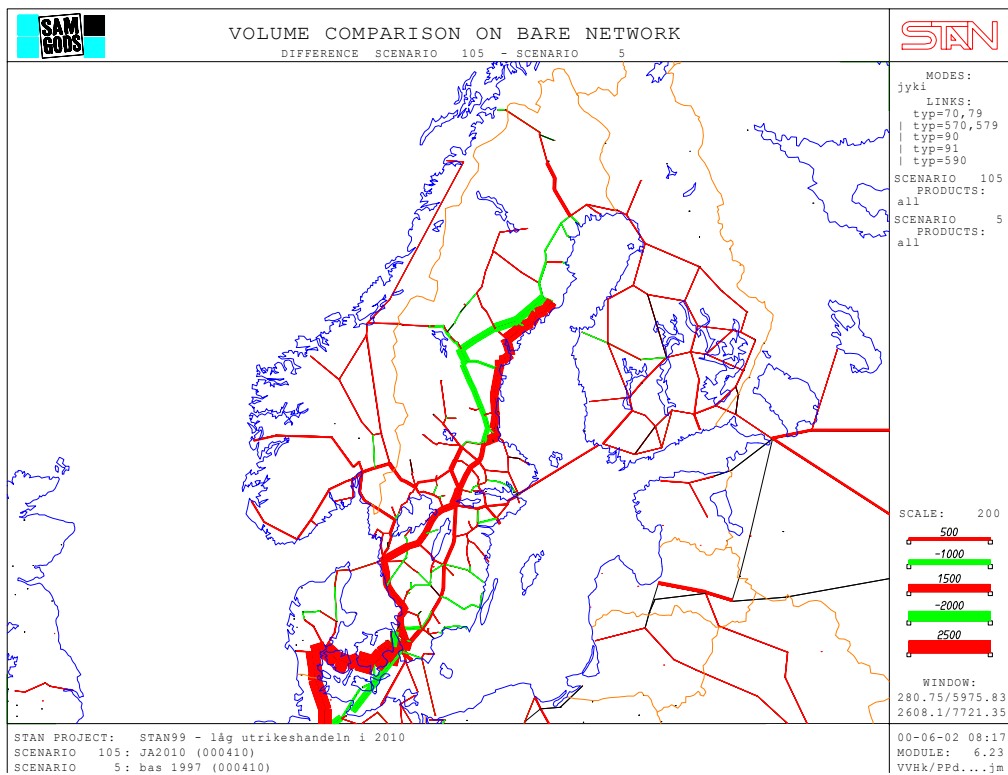 SAM
GODS
VOLUME COMPARISON ON BARE NETWORK
DIFFERENCE SCENARIO 105 - SCENARIO 5
STAN
MODES:
jyki
LINKS:
typ=70,79
| typ=570,579
| typ=90
| typ=91
| typ=590
SCENARIO 105
PRODUCTS:
all
SCENARIO 5
PRODUCTS:
all
SCALE: 200
500
-1000
1500
-2000
2500
WINDOW:
280.75/5975.83
2608.1/7721.35
STAN PROJECT: STAN99 - låg utrikeshandeln i 2010
SCENARIO 105: JA2010 (000410)
SCENARIO 5: bas 1997 (000410)
00-06-02 08:17
MODULE: 6.23
VVHk/PPd....jm